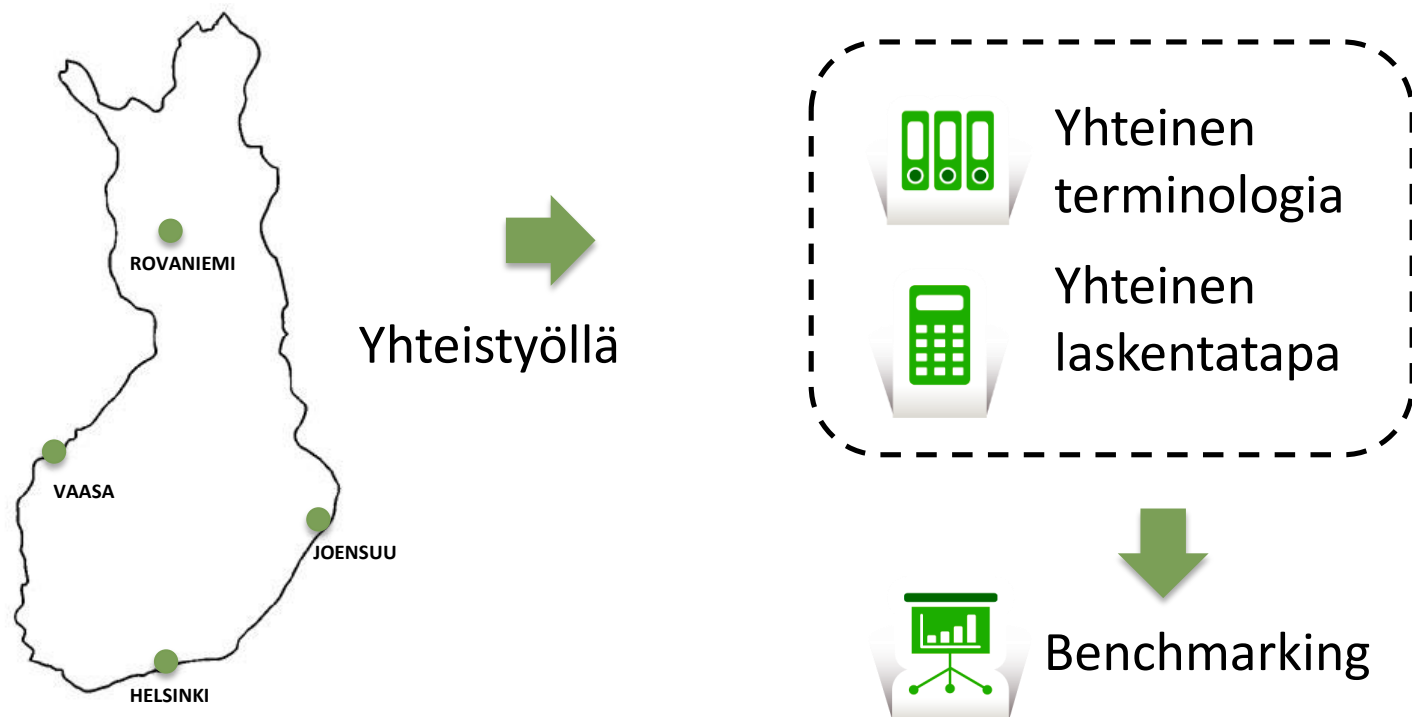 ROVANIEMI
VAASA
JOENSUU
HELSINKI
Yhteistyöllä
Yhteinen
terminologia
Yhteinen
laskentatapa
Benchmarking